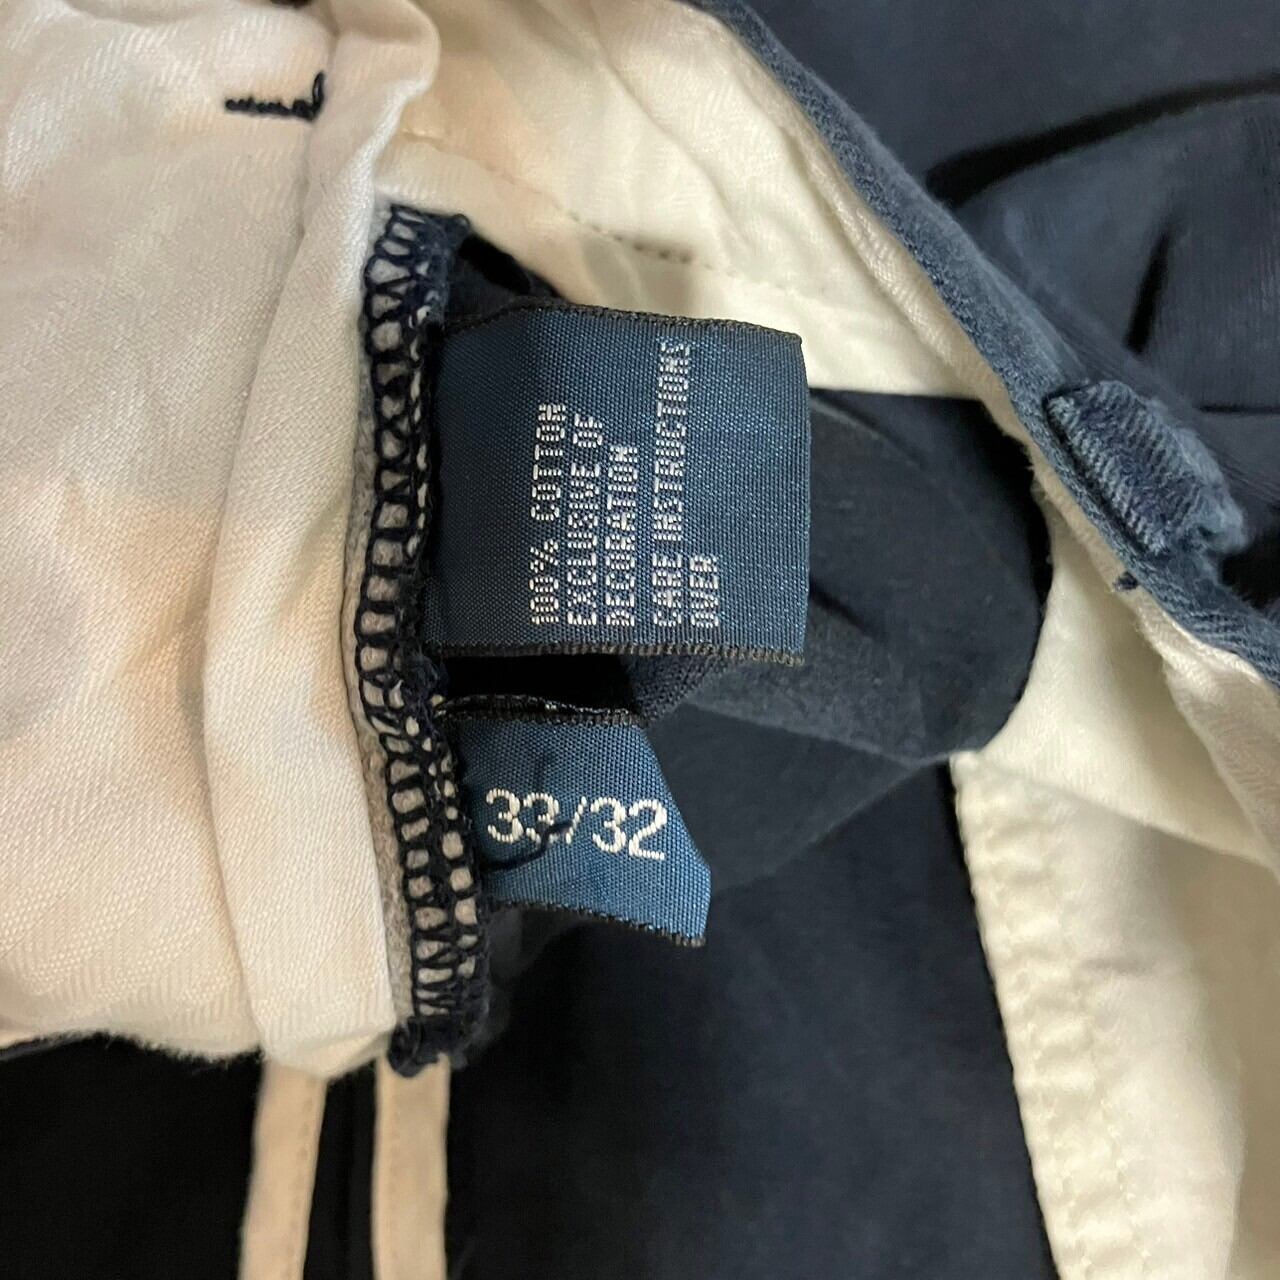 100% COTTON
EXCLUSIVE OF
DECORATION
CARE INSTRUCTIONS
OVER
33/32